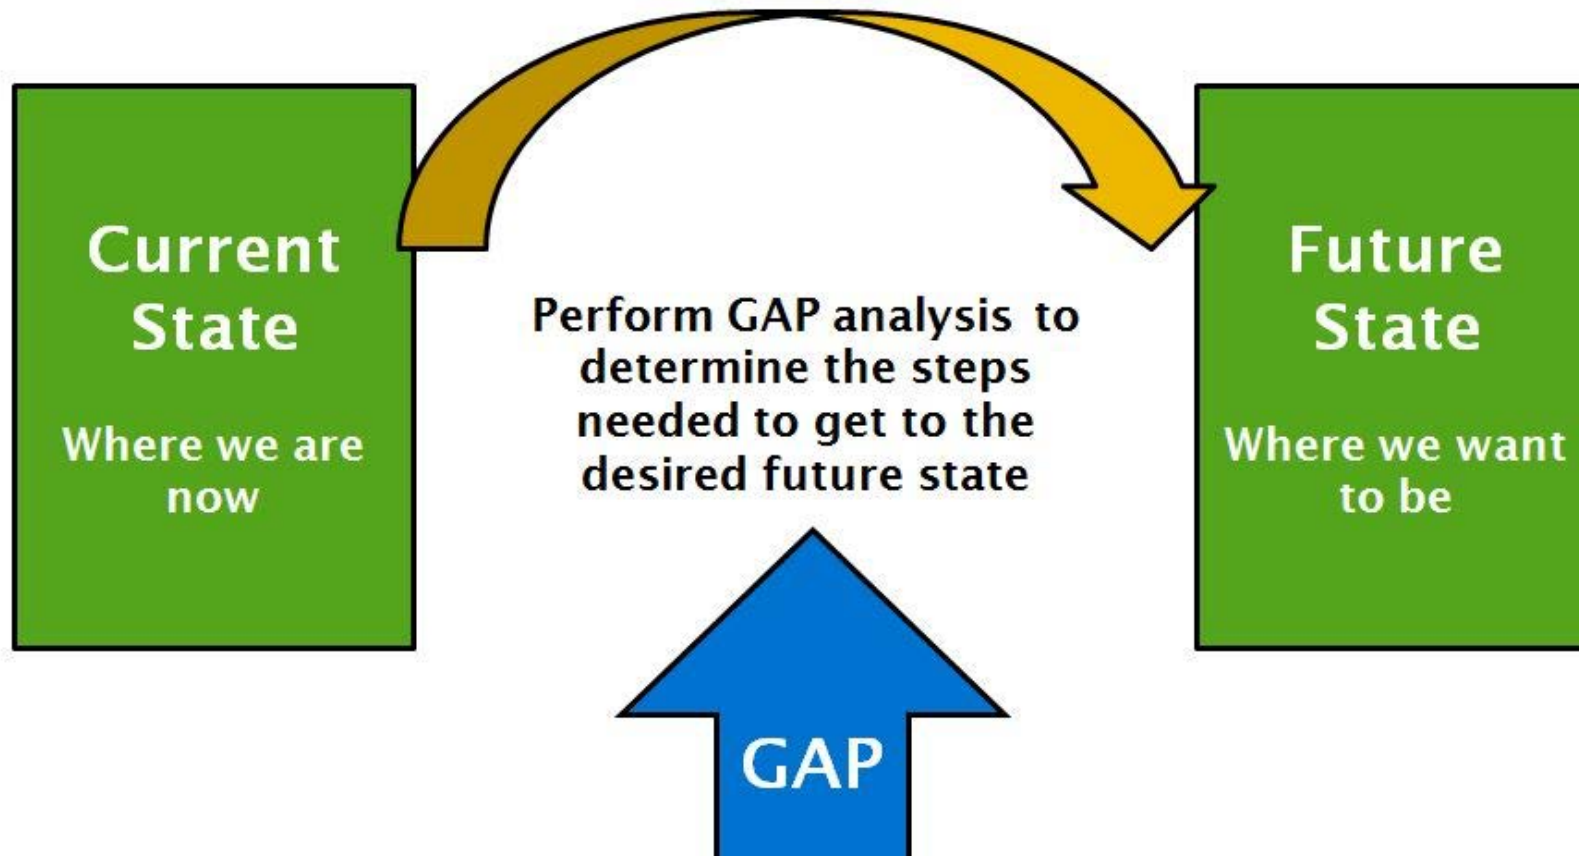 Current
State
Where we are
now
Perform GAP analysis to
determine the steps
needed to get to the
desired future state
Future
State
Where we want
to be
GAP